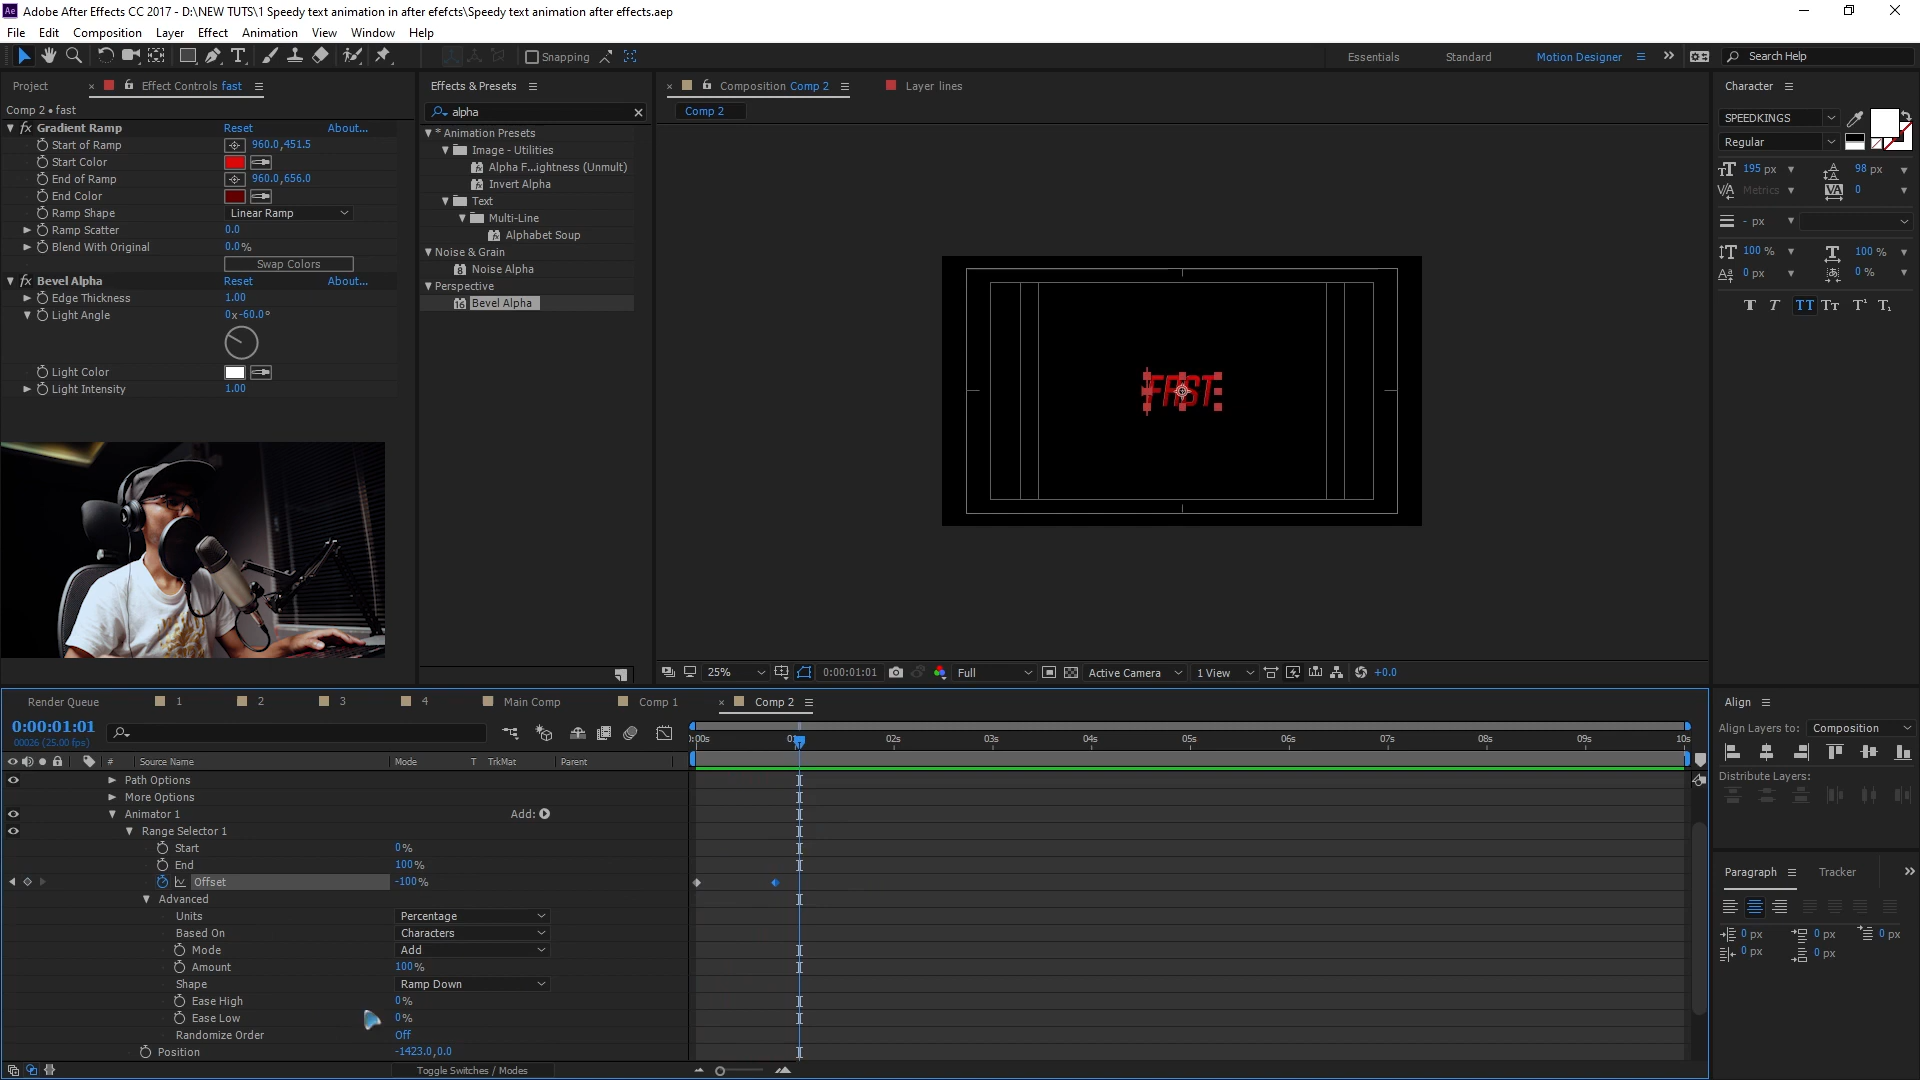 Adobe After Effects CC 2017 - D:\NEW TUTS\1 Speedy text animation in after efefcts\Speedy text animation after effects.aep
File Edit Composition Layer Effect Animation View Window Help
Snapping
Essentials Standard Motion Designer Search Help
Project Effect Controls fast
Comp 2 • fast
fx Gradient Ramp Reset About...
Start of Ramp 960.0,451.5
Start Color
End of Ramp 960.0,656.0
End Color
Ramp Shape Linear Ramp
Ramp Scatter 0.0
Blend With Original 0.0%
Swap Colors
fx Bevel Alpha Reset About...
Edge Thickness 1.00
Light Angle 0x-60.0°
Light Color
Light Intensity 1.00
Effects & Presets
alpha
* Animation Presets
Image - Utilities
Alpha F...ightness (Unmult)
Invert Alpha
Text
Multi-Line
Alphabet Soup
Noise & Grain
Noise Alpha
Perspective
Bevel Alpha
Composition Comp 2 Layer lines
Comp 2
FAST
25% 0:00:01:01 Full Active Camera 1 View +0.0
Character
SPEEDKINGS
Regular
195 px 98 px
Metrics 0
- px
100 % 100 %
0 px 0 %
Align
Align Layers to: Composition
Distribute Layers:
Paragraph Tracker
0 px 0 px 0 px
0 px 0 px
Render Queue 1 2 3 4 Main Comp Comp 1 Comp 2
0:00:01:01
00026 (25.00 fps)
# Source Name Mode T TrkMat Parent
:00s 01s 02s 03s 04s 05s 06s 07s 08s 09s 10s
Path Options
More Options
Animator 1 Add:
Range Selector 1
Start 0%
End 100%
Offset -100%
Advanced
Units Percentage
Based On Characters
Mode Add
Amount 100%
Shape Ramp Down
Ease High 0%
Ease Low 0%
Randomize Order Off
Position -1423.0,0.0
Toggle Switches / Modes